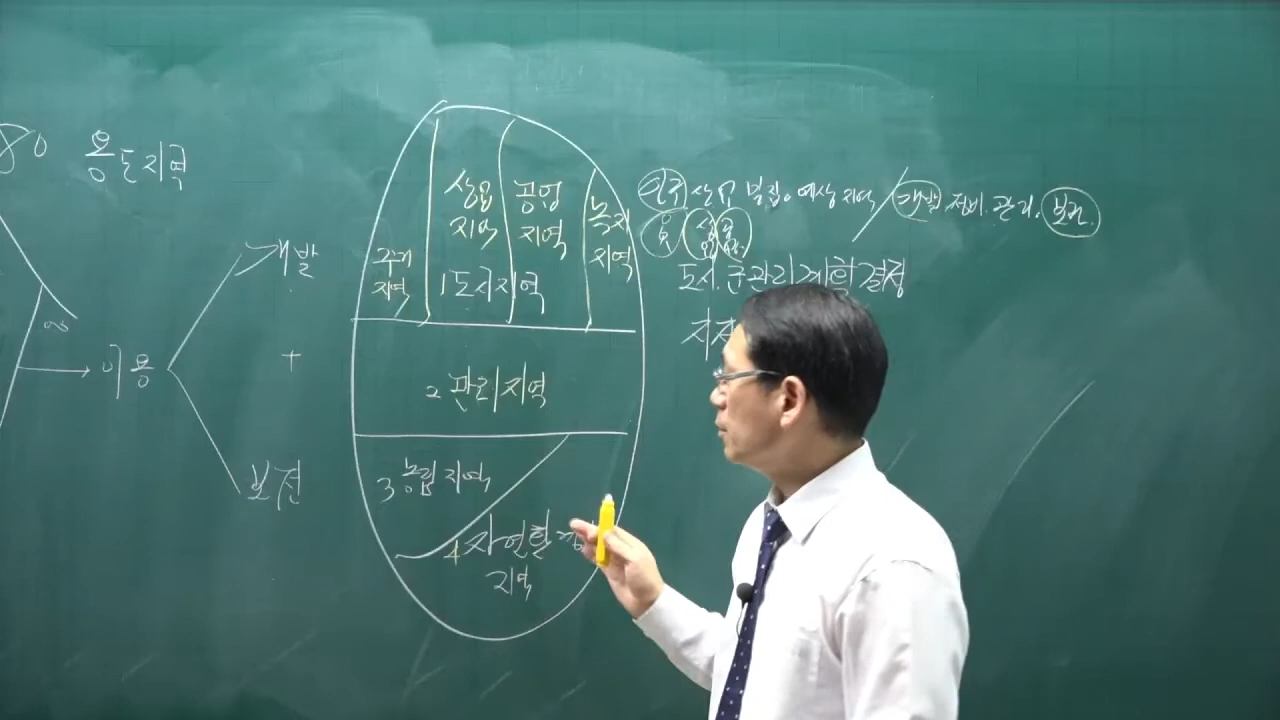 80 용도지역
인구 산업 밀집 예상 지역 / 개발 정비 관리 보전
주거
지역
상업
지역
공업
지역
녹지
지역
1 도시지역
도시.군관리계획결정
개발
+
보전
이용
2 관리지역
3 농림지역
4 자연환경
지역